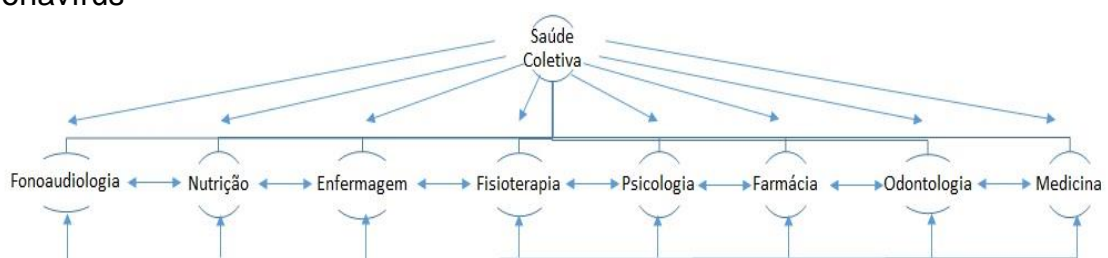 Saúde
Coletiva
Fonoaudiologia
Nutrição
Enfermagem
Fisioterapia
Psicologia
Farmácia
Odontologia
Medicina